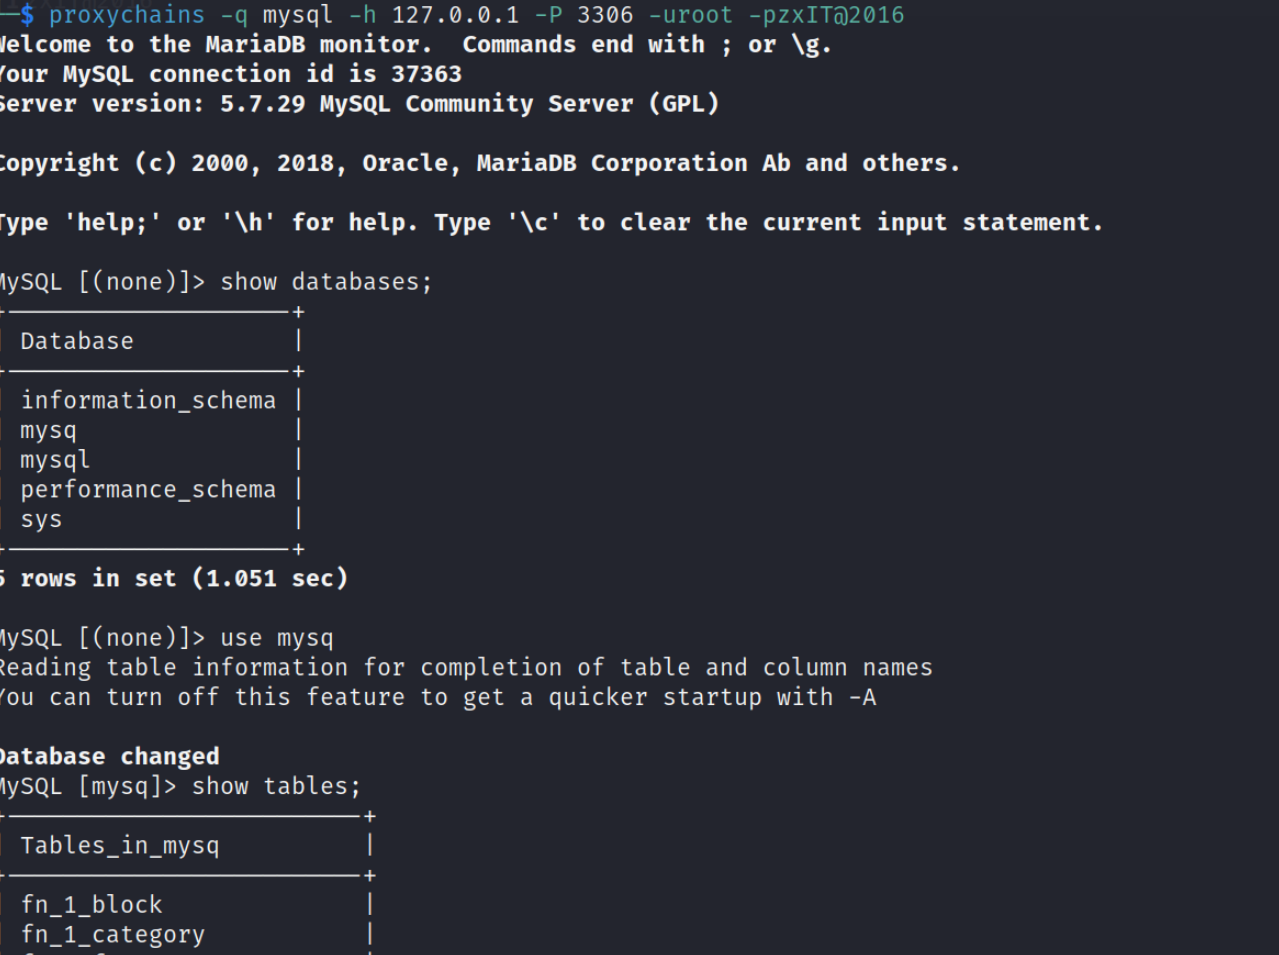 $ proxychains -q mysql -h 127.0.0.1 -P 3306 -uroot -pzxIT@2016
Welcome to the MariaDB monitor.  Commands end with ; or \g.
Your MySQL connection id is 37363
Server version: 5.7.29 MySQL Community Server (GPL)
Copyright (c) 2000, 2018, Oracle, MariaDB Corporation Ab and others.
Type 'help;' or '\h' for help. Type '\c' to clear the current input statement.
MySQL [(none)]> show databases;
Database
information_schema
mysq
mysql
performance_schema
sys
5 rows in set (1.051 sec)
MySQL [(none)]> use mysq
Reading table information for completion of table and column names
You can turn off this feature to get a quicker startup with -A
Database changed
MySQL [mysq]> show tables;
Tables_in_mysq
fn_1_block
fn_1_category